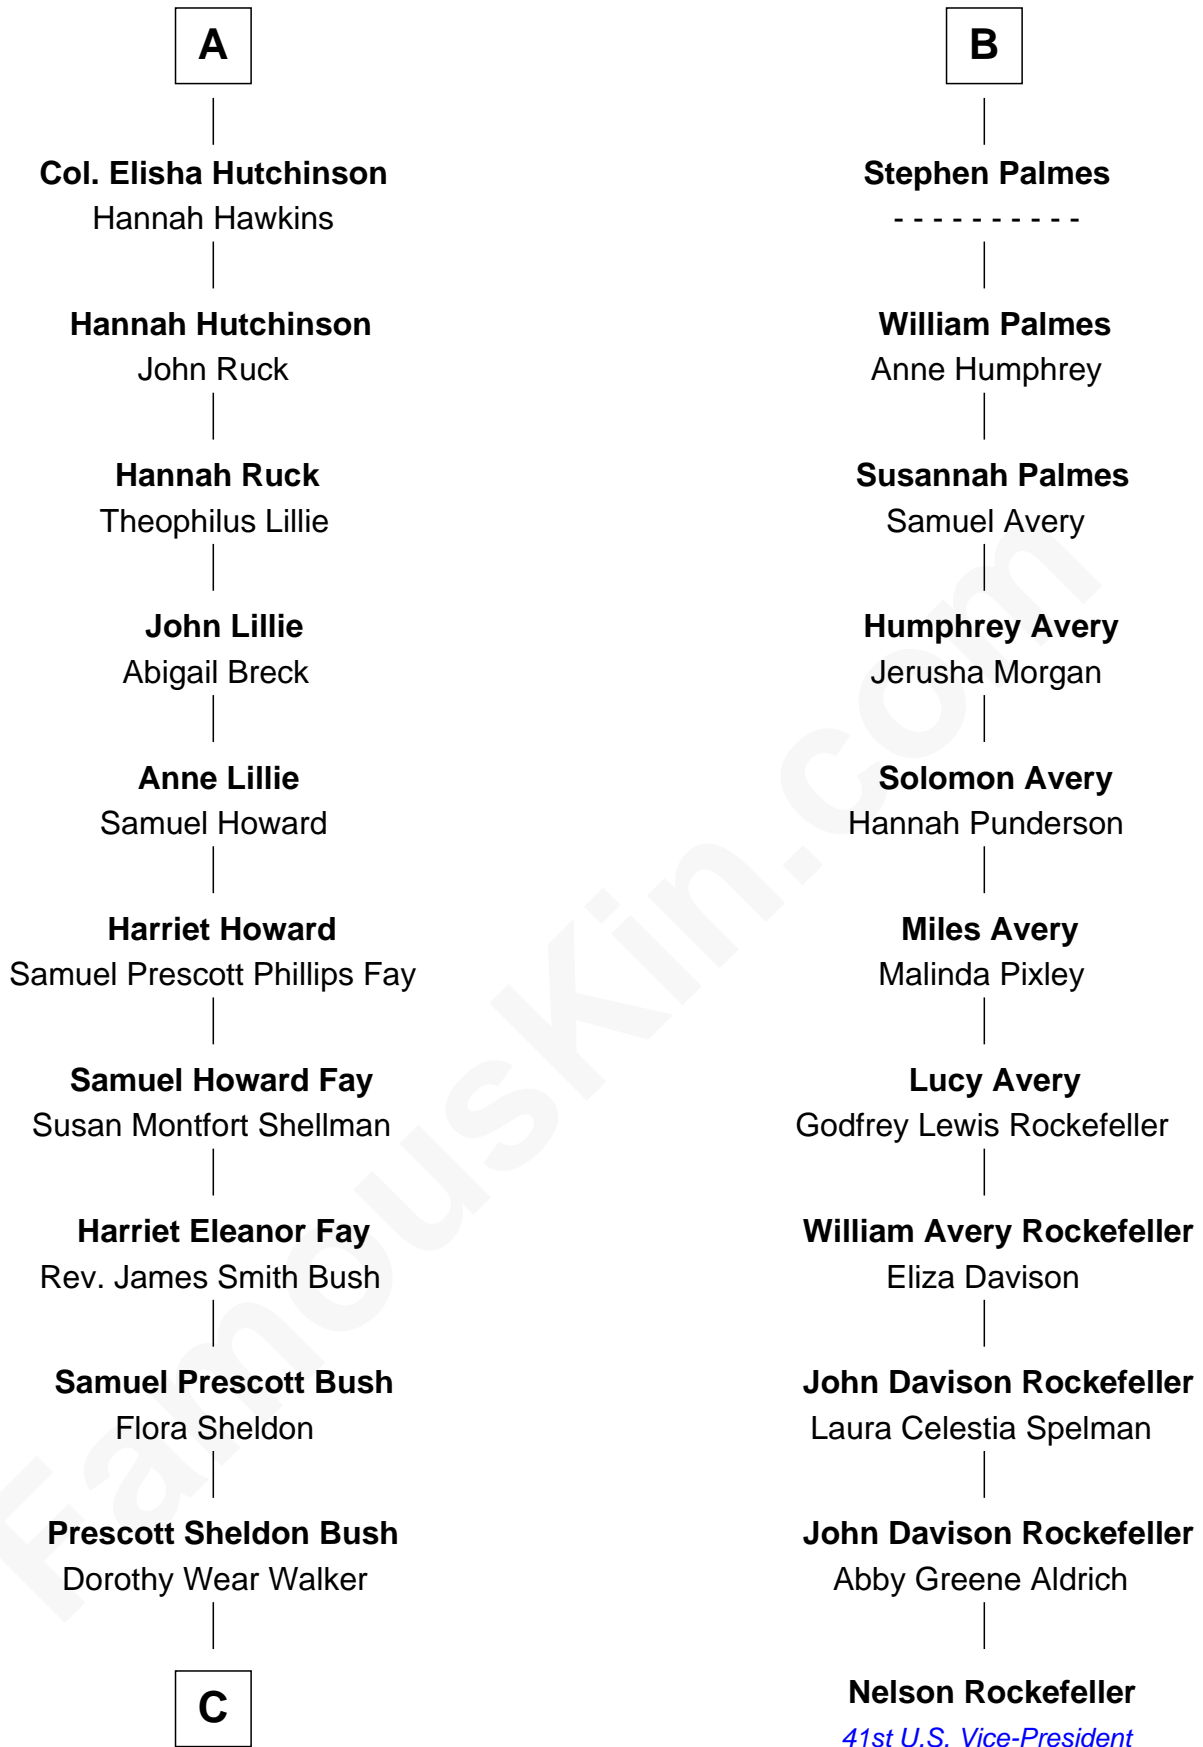 A
Col. Elisha Hutchinson
Hannah Hawkins
Hannah Hutchinson
John Ruck
Hannah Ruck
Theophilus Lillie
John Lillie
Abigail Breck
Anne Lillie
Samuel Howard
Harriet Howard
Samuel Prescott Phillips Fay
Samuel Howard Fay
Susan Montfort Shellman
Harriet Eleanor Fay
Rev. James Smith Bush
Samuel Prescott Bush
Flora Sheldon
Prescott Sheldon Bush
Dorothy Wear Walker
C
B
Stephen Palmes
- - - - - - - - - -
William Palmes
Anne Humphrey
Susannah Palmes
Samuel Avery
Humphrey Avery
Jerusha Morgan
Solomon Avery
Hannah Punderson
Miles Avery
Malinda Pixley
Lucy Avery
Godfrey Lewis Rockefeller
William Avery Rockefeller
Eliza Davison
John Davison Rockefeller
Laura Celestia Spelman
John Davison Rockefeller
Abby Greene Aldrich
Nelson Rockefeller
41st U.S. Vice-President
FamousKin.com